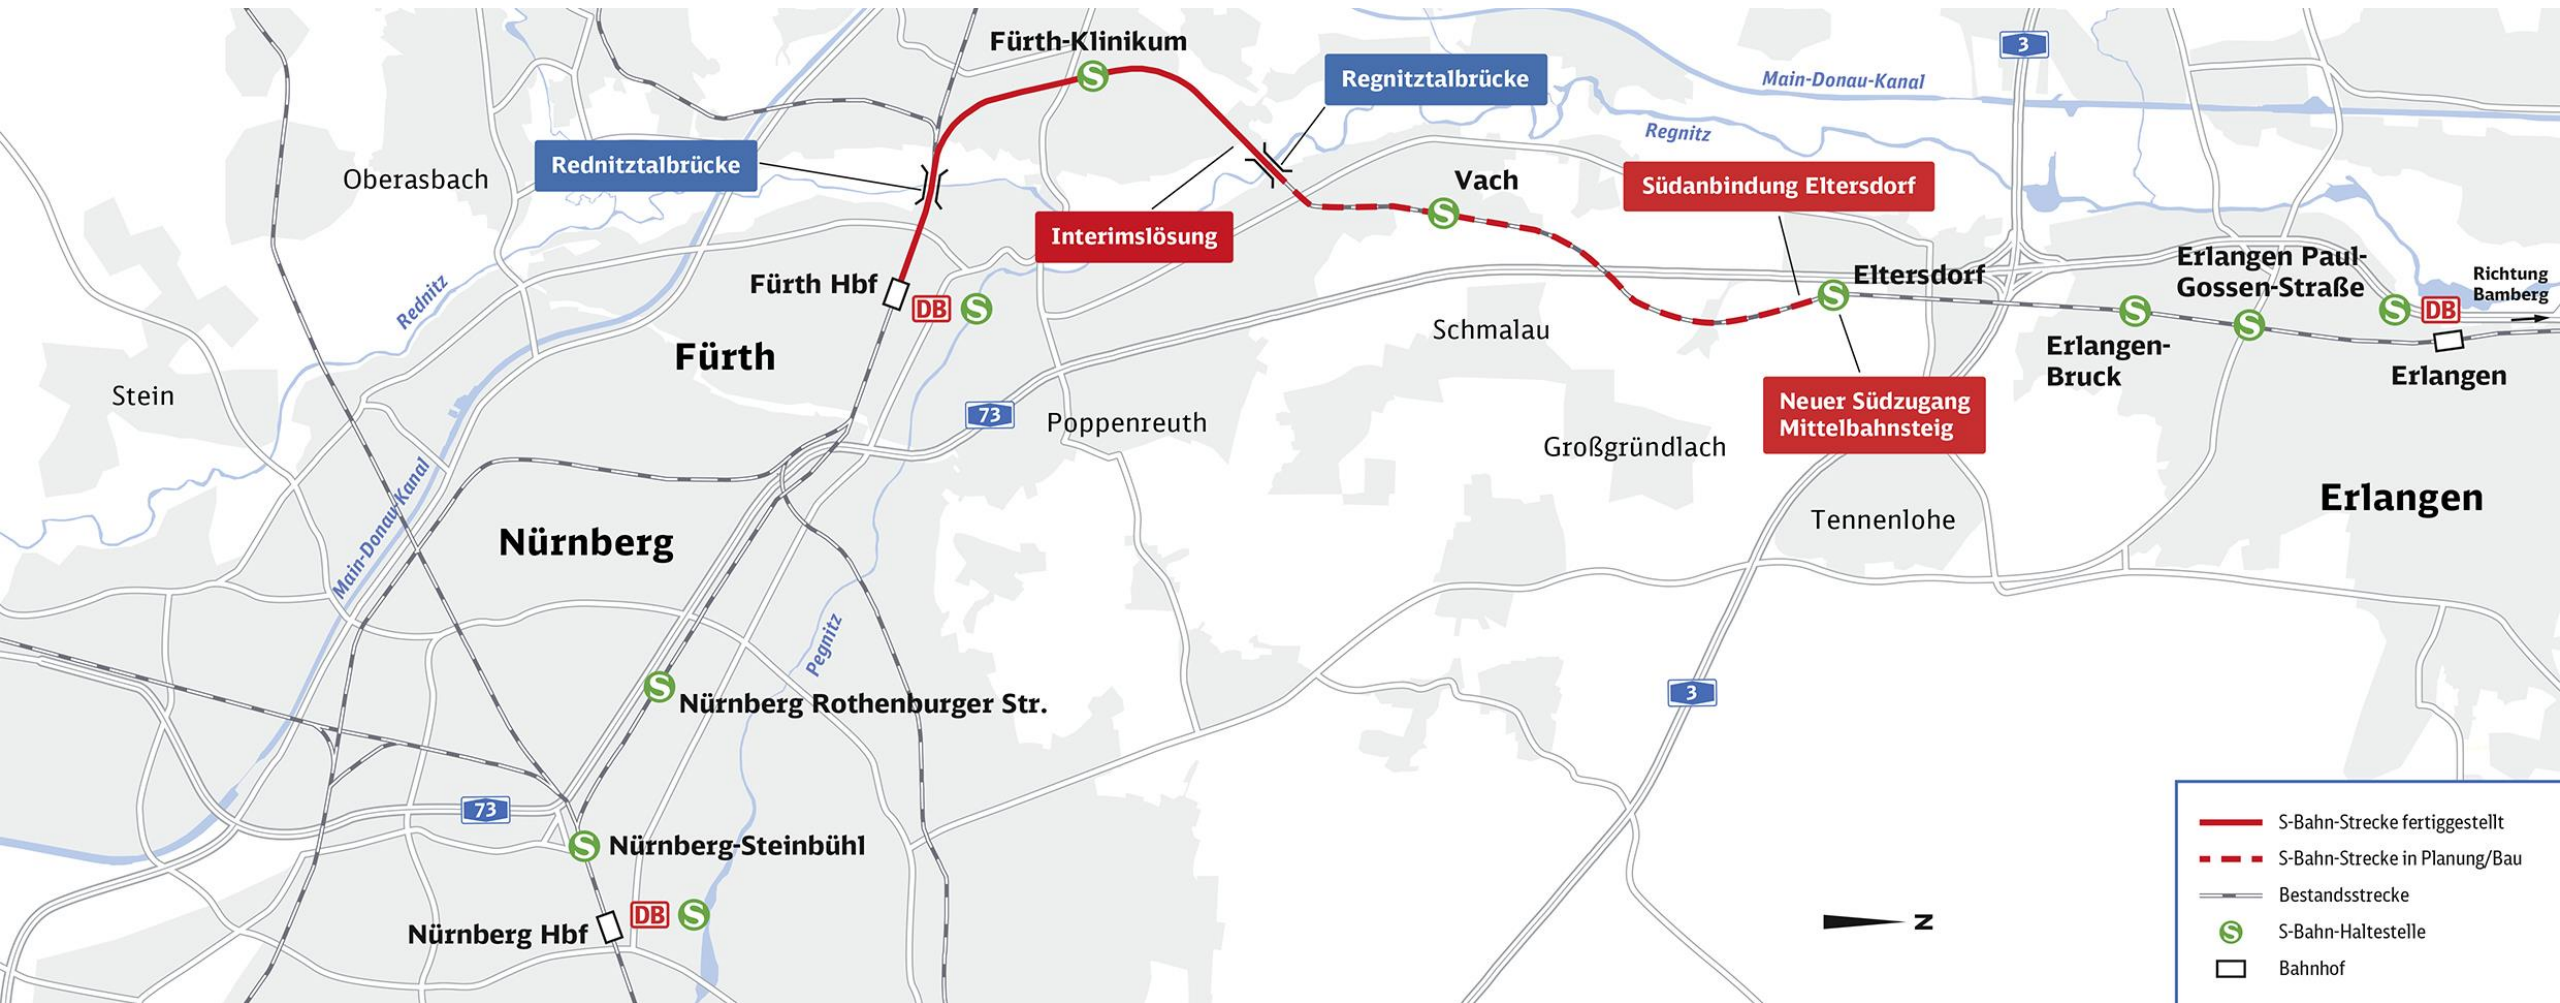 Fürth-Klinikum
3
Regnitztalbrücke
Main-Donau-Kanal
Regnitz
Rednitztalbrücke
Oberasbach
Vach
Südanbindung Eltersdorf
Interimslösung
Fürth Hbf
DB
S
Eltersdorf
Erlangen Paul-
Gossen-Straße
Richtung
Bamberg
DB
Rednitz
Schmalau
Fürth
Erlangen-
Bruck
Erlangen
Stein
73
Poppenreuth
Neuer Südzugang
Mittelbahnsteig
Großgründlach
Main-Donau-Kanal
Erlangen
Tennenlohe
Nürnberg
Pegnitz
Nürnberg Rothenburger Str.
3
73
Nürnberg-Steinbühl
Nürnberg Hbf
DB
S
N
S-Bahn-Strecke fertiggestellt
S-Bahn-Strecke in Planung/Bau
Bestandsstrecke
S
S-Bahn-Haltestelle
Bahnhof